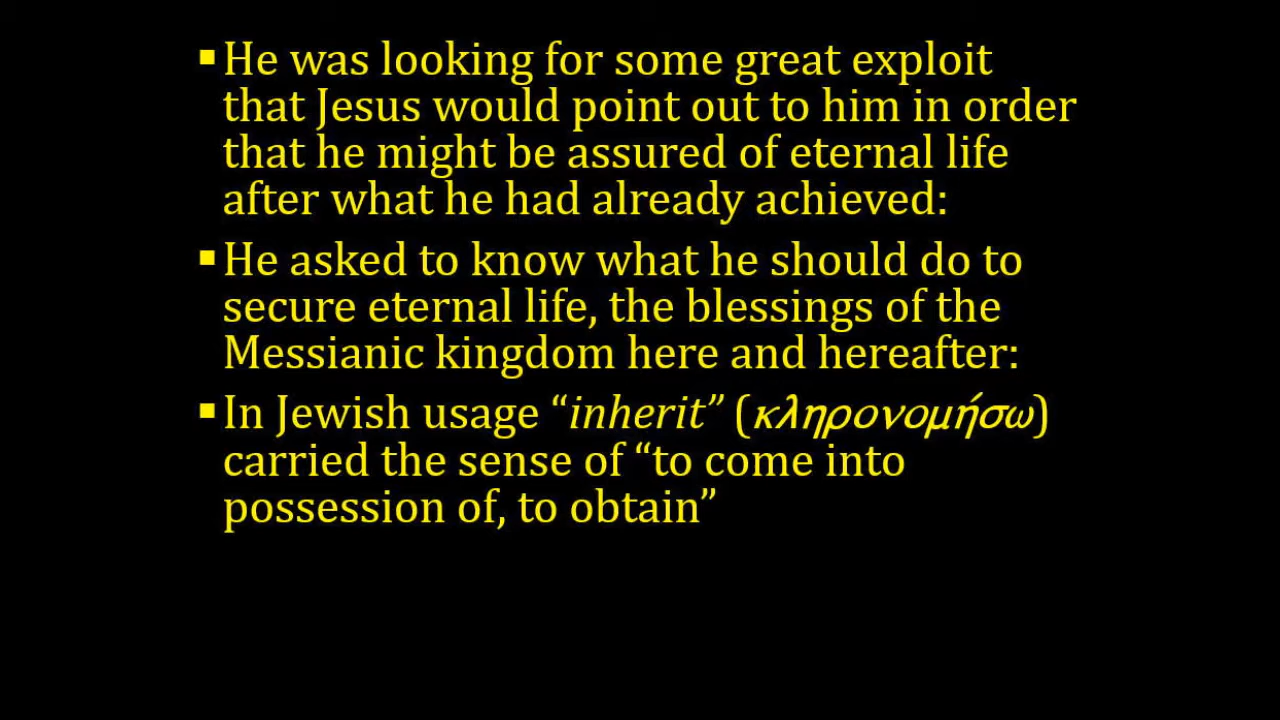 ▪He was looking for some great exploit
that Jesus would point out to him in order
that he might be assured of eternal life
after what he had already achieved:
▪He asked to know what he should do to
secure eternal life, the blessings of the
Messianic kingdom here and hereafter:
▪In Jewish usage “inherit” (κληρονομήσω)
carried the sense of “to come into
possession of, to obtain”